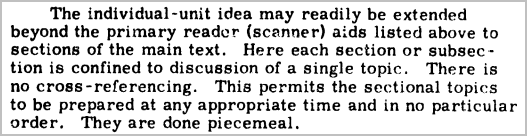 The individual-unit idea may readily be extended
beyond the primary reader (scanner) aids listed above to
sections of the main text. Here each section or subsec-
tion is confined to discussion of a single topic. There is
no cross-referencing. This permits the sectional topics
to be prepared at any appropriate time and in no particular
order. They are done piecemeal.